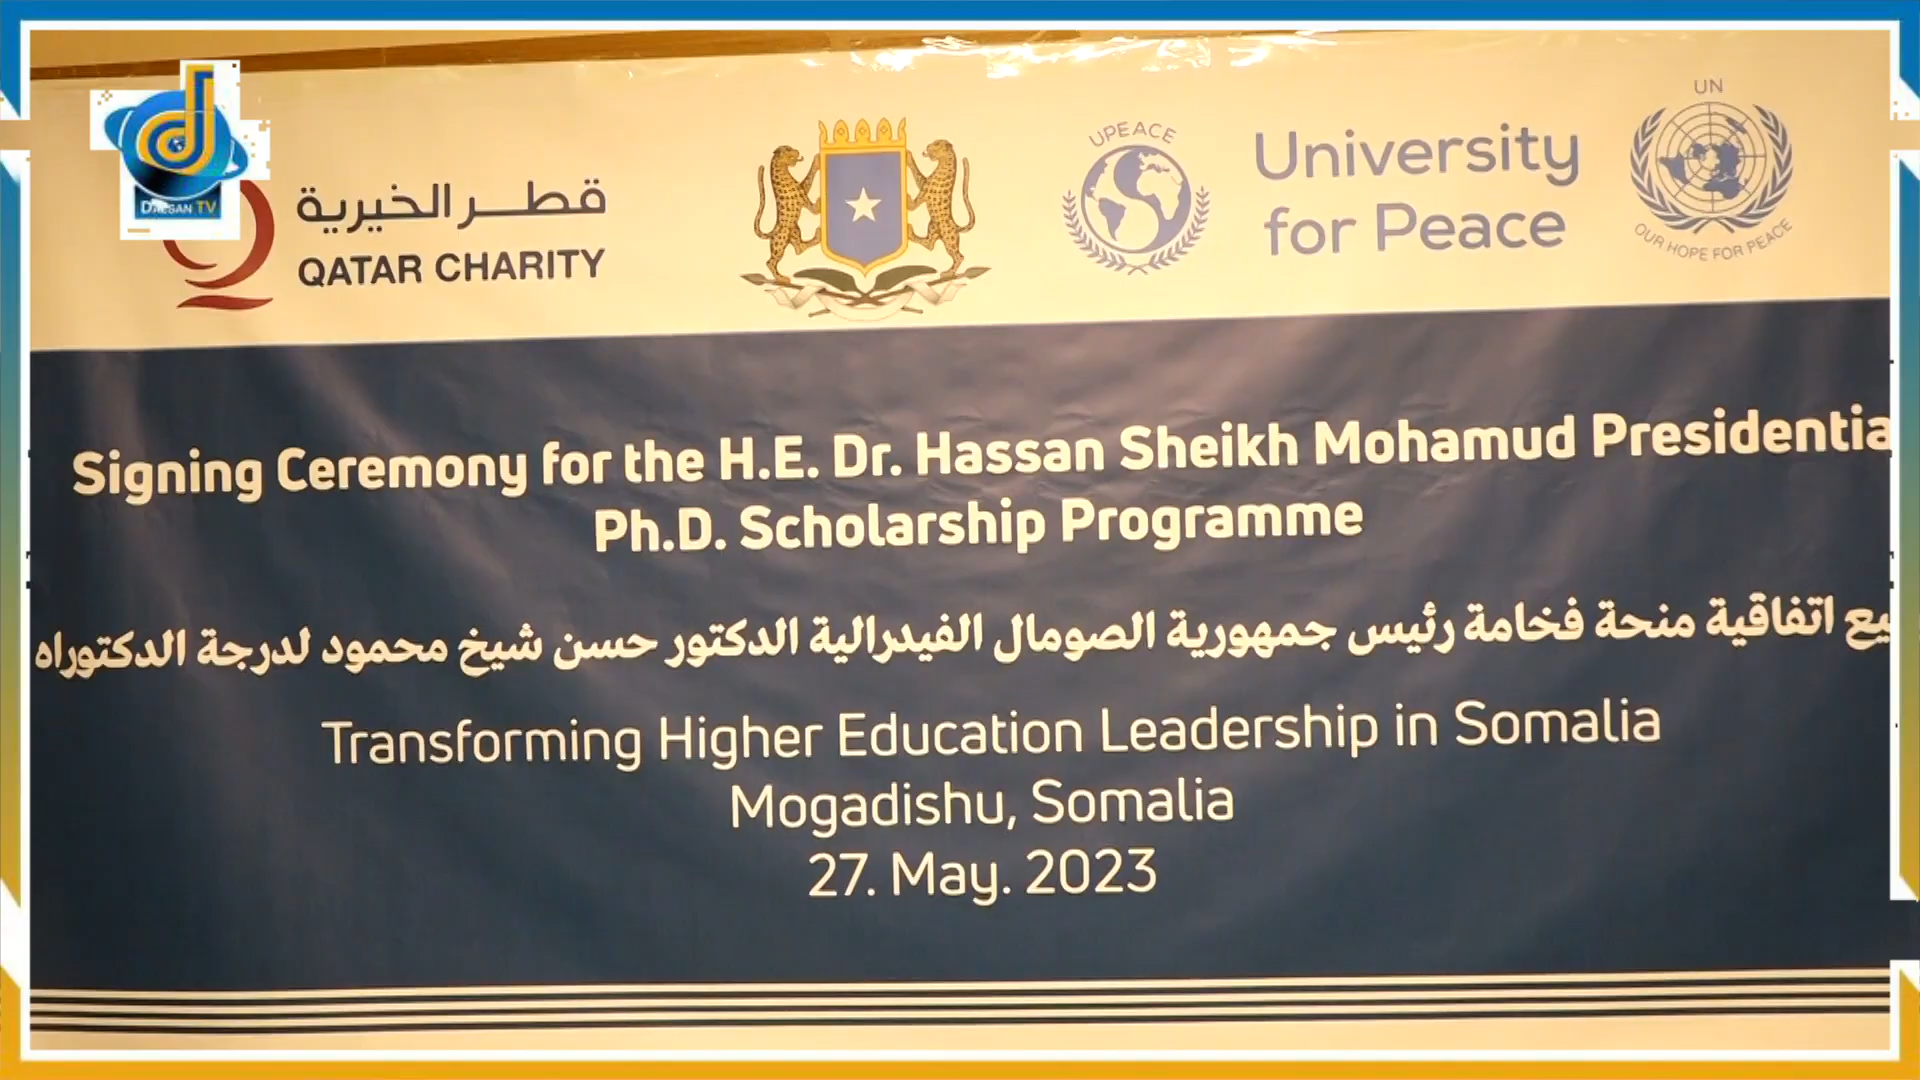 DALSAN TV
قطر الخيرية
QATAR CHARITY
UPEACE
University
for Peace
UN
OUR HOPE FOR PEACE
Signing Ceremony for the H.E. Dr. Hassan Sheikh Mohamud Presidentia
Ph.D. Scholarship Programme
يع اتفاقية منحة فخامة رئيس جمهورية الصومال الفيدرالية الدكتور حسن شيخ محمود لدرجة الدكتوراه
Transforming Higher Education Leadership in Somalia
Mogadishu, Somalia
27. May. 2023